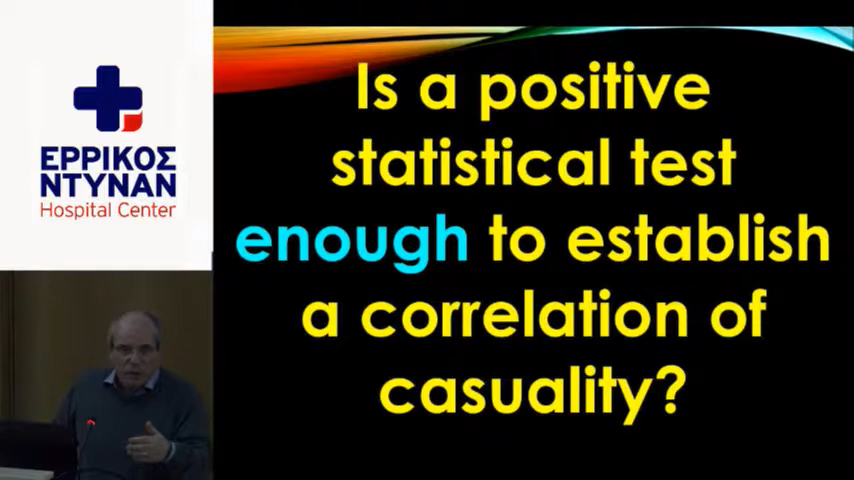 ΕΡΡΙΚΟΣ
ΝΤΥΝΑΝ
Hospital Center
Is a positive
statistical test
enough to establish
a correlation of
casuality?